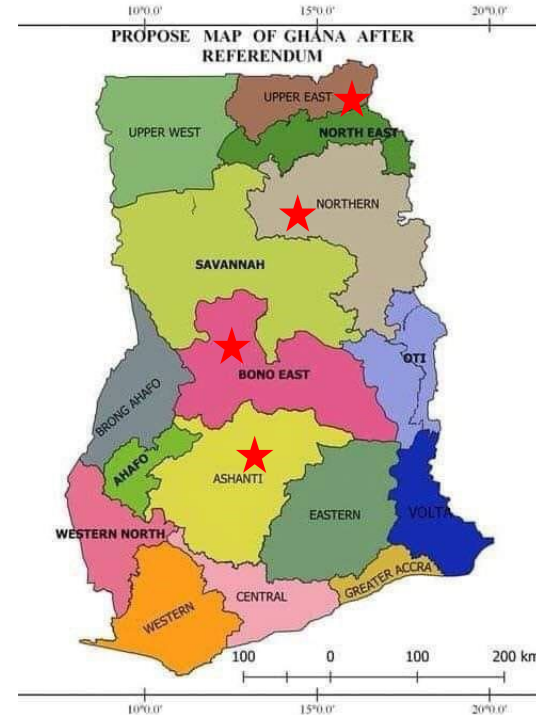 10°0.0'
15°0.0'
20°0.0'
PROPOSE MAP OF GHANA AFTER
REFERENDUM
UPPER EAST
UPPER WEST
NORTH EAST
NORTHERN
SAVANNAH
OTI
BONO EAST
BRONG AHAFO
AHAFO
ASHANTI
EASTERN
VOLTA
WESTERN NORTH
GREATER ACCRA
CENTRAL
WESTERN
100 0 100 200 km
10°0.0'
15°0.0'
20°0.0'